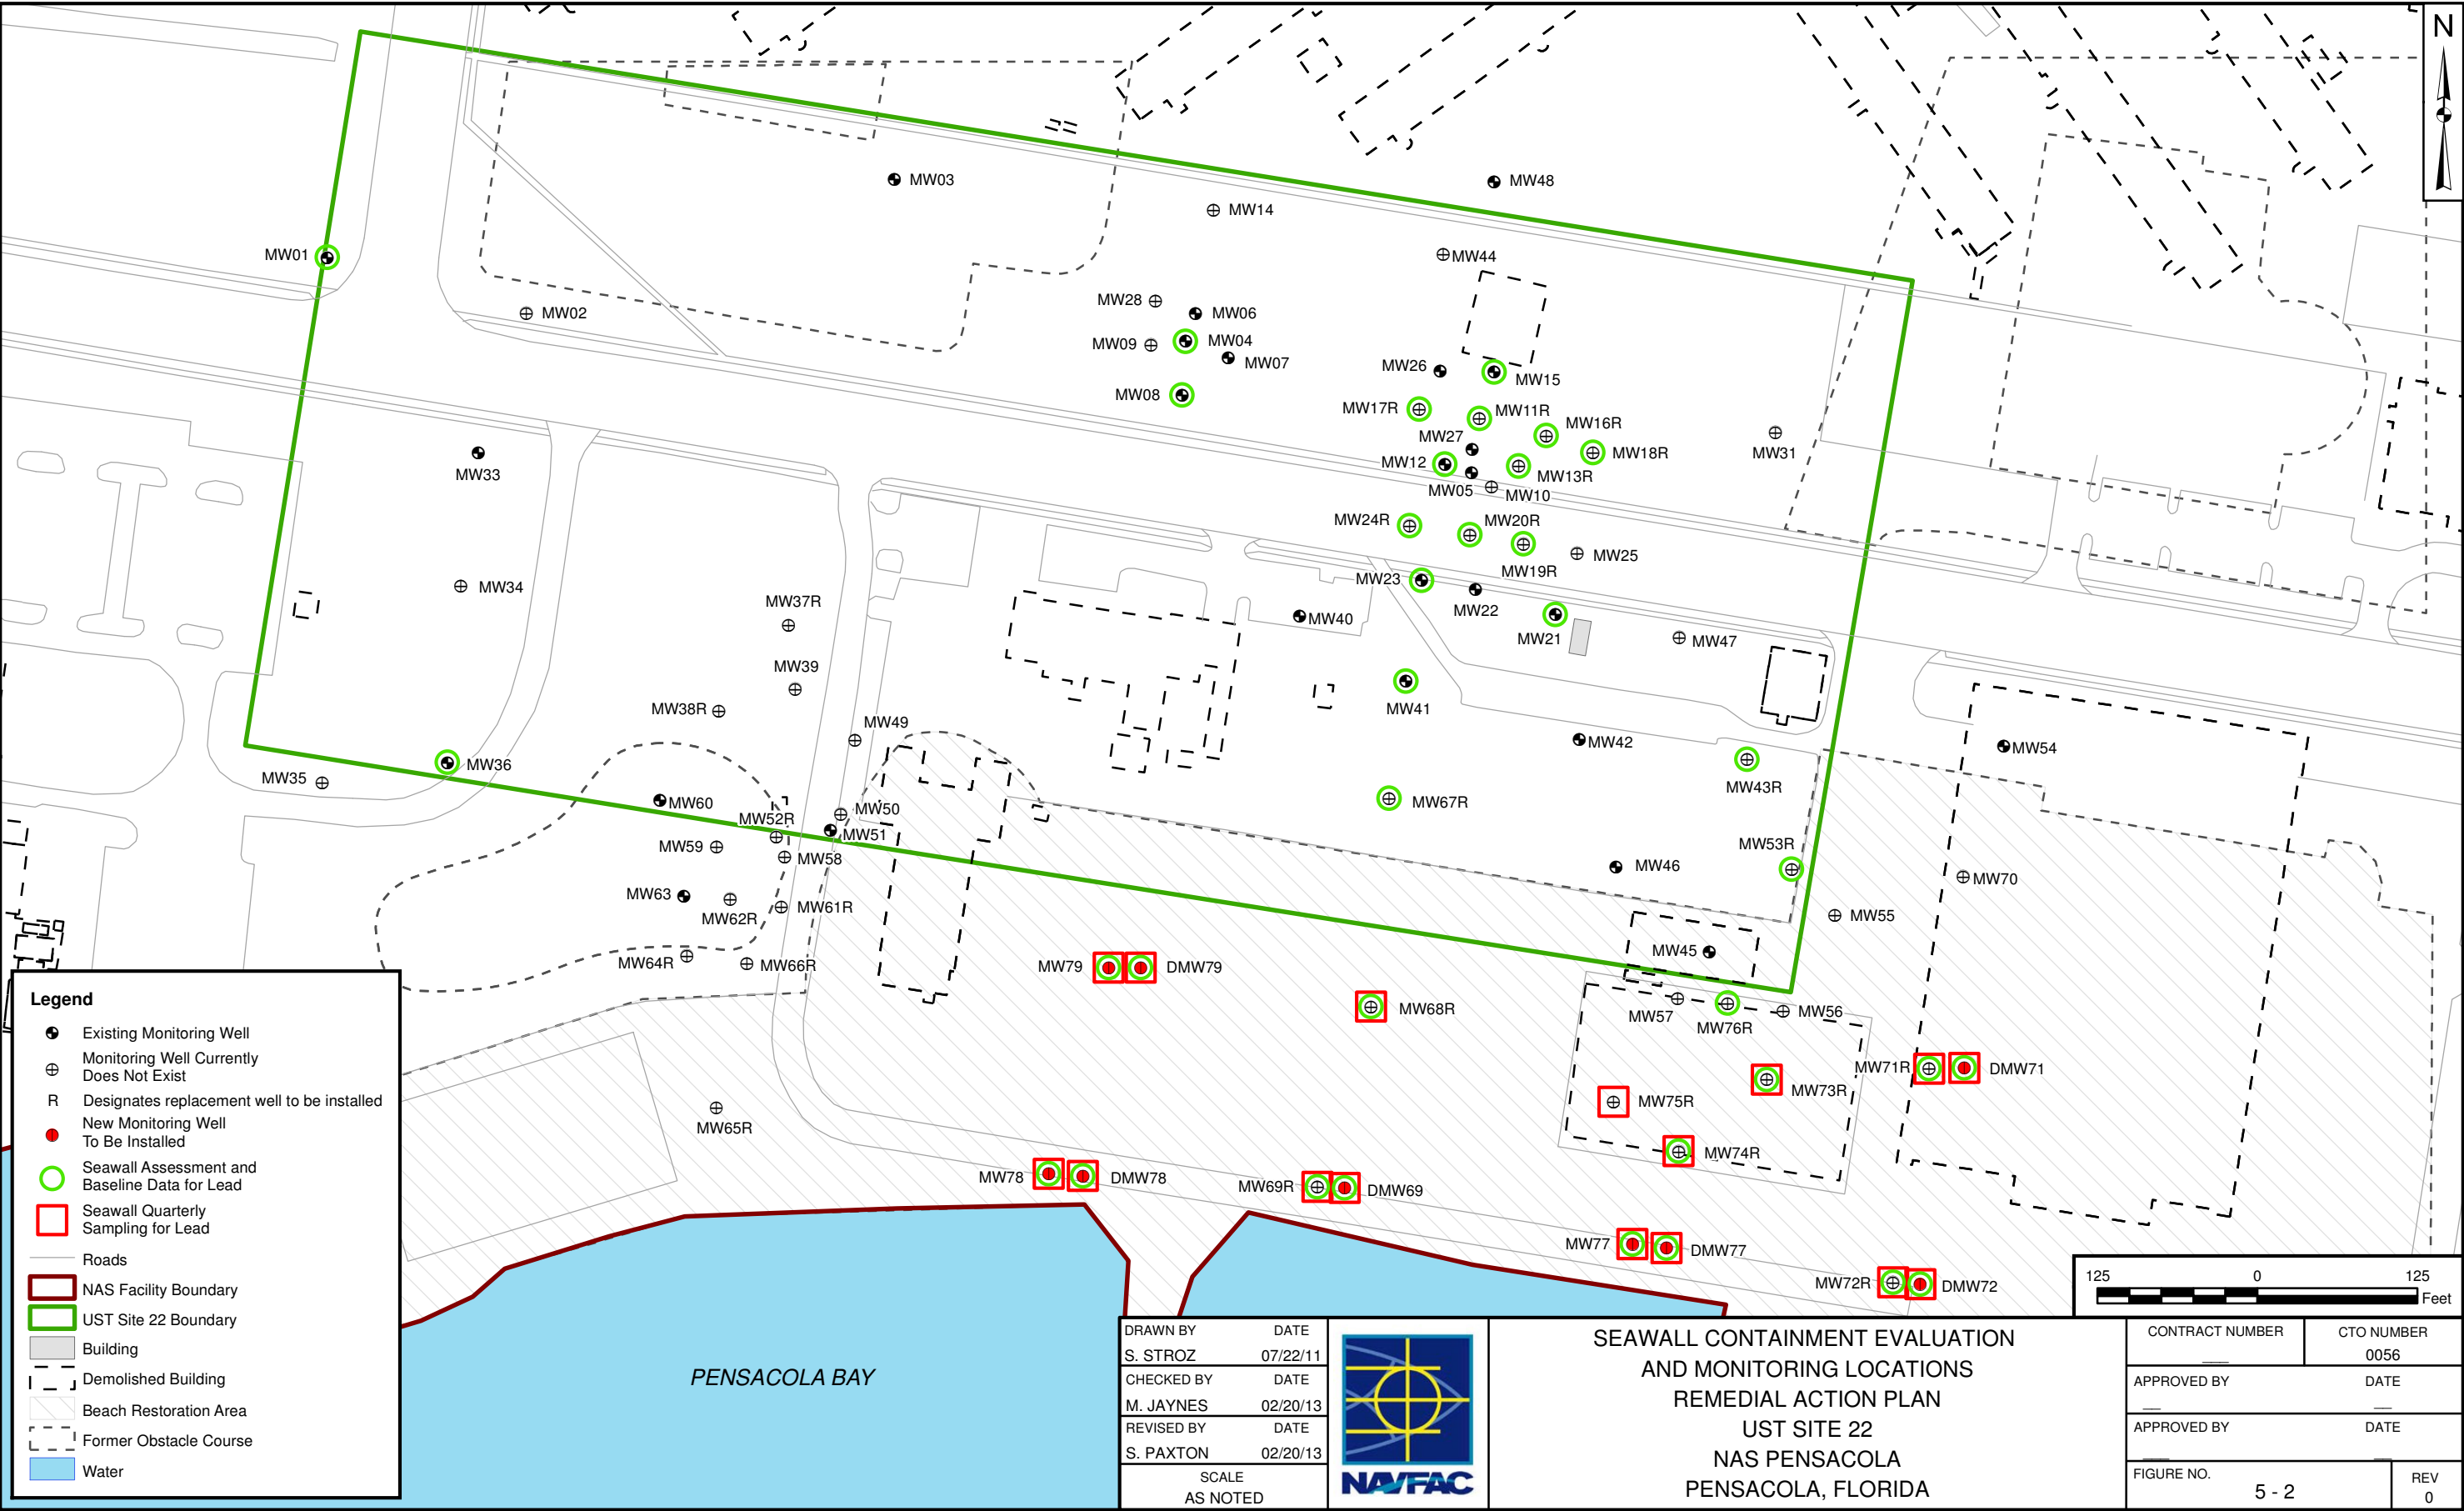 N
MW03
MW48
MW14
MW01
MW44
MW28
MW02
MW06
MW09
MW04
MW07
MW26
MW15
MW08
MW17R
MW11R
MW16R
MW27
MW31
MW18R
MW12
MW13R
MW33
MW05
MW10
MW24R
MW20R
MW25
MW19R
MW23
MW34
MW22
MW37R
MW40
MW21
MW47
MW39
MW38R
MW41
MW49
MW42
MW54
MW36
MW35
MW43R
MW60
MW67R
MW50
MW52R
MW51
MW59
MW58
MW53R
MW46
MW70
MW63
MW62R
MW61R
MW55
MW45
MW64R
MW66R
MW79
DMW79
MW68R
MW57
MW76R
MW56
MW71R
DMW71
MW73R
MW75R
MW65R
MW74R
MW78
DMW78
MW69R
DMW69
MW77
DMW77
MW72R
DMW72
Legend
Existing Monitoring Well
Monitoring Well Currently
Does Not Exist
R Designates replacement well to be installed
New Monitoring Well
To Be Installed
Seawall Assessment and
Baseline Data for Lead
Seawall Quarterly
Sampling for Lead
Roads
NAS Facility Boundary
UST Site 22 Boundary
Building
Demolished Building
Beach Restoration Area
Former Obstacle Course
Water
PENSACOLA BAY
125 0 125
Feet
DRAWN BY DATE
S. STROZ 07/22/11
CHECKED BY DATE
M. JAYNES 02/20/13
REVISED BY DATE
S. PAXTON 02/20/13
SCALE
AS NOTED
NAVFAC
SEAWALL CONTAINMENT EVALUATION
AND MONITORING LOCATIONS
REMEDIAL ACTION PLAN
UST SITE 22
NAS PENSACOLA
PENSACOLA, FLORIDA
CONTRACT NUMBER
___
CTO NUMBER
0056
APPROVED BY DATE
__ __
APPROVED BY DATE
___ __
FIGURE NO.
5 - 2
REV
0